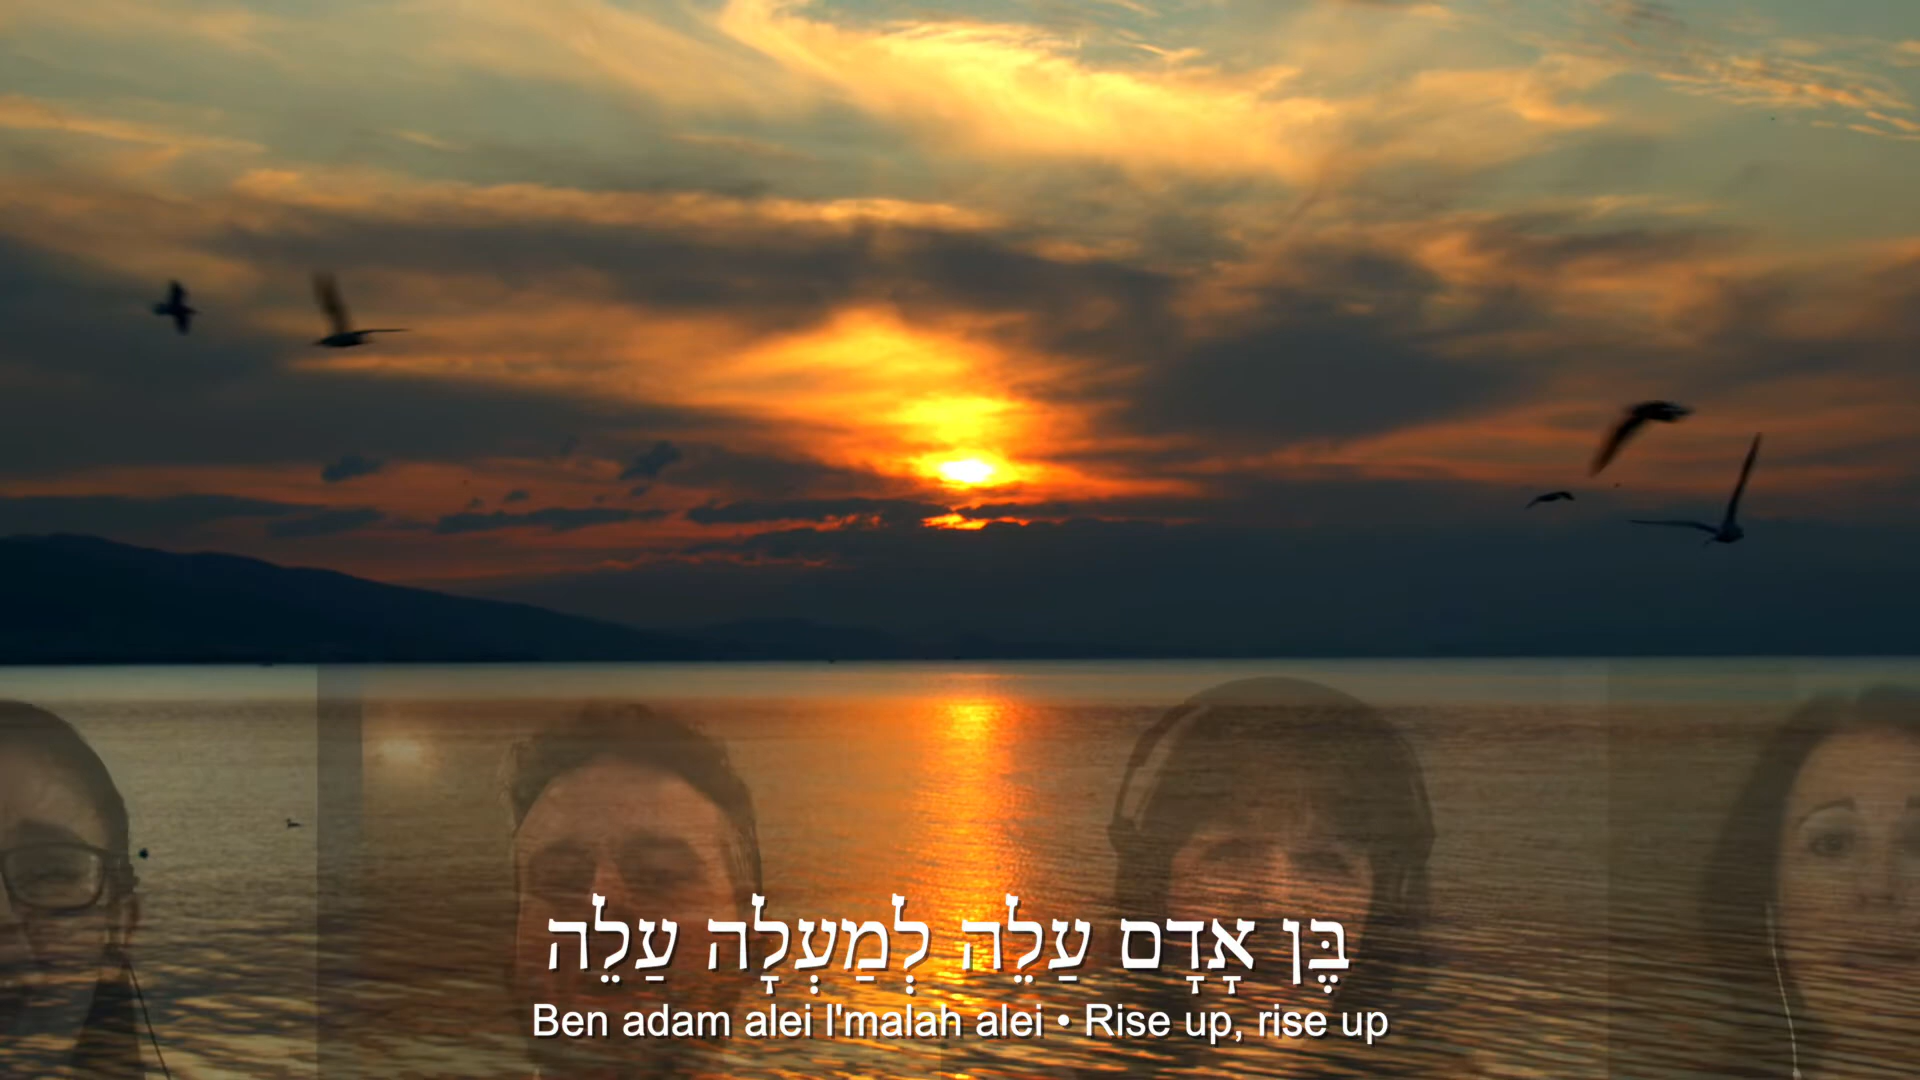 בֶּן אָדָם עַלֵה לְמַעְלָה עַלֵה
Ben adam alei l'malah alei • Rise up, rise up